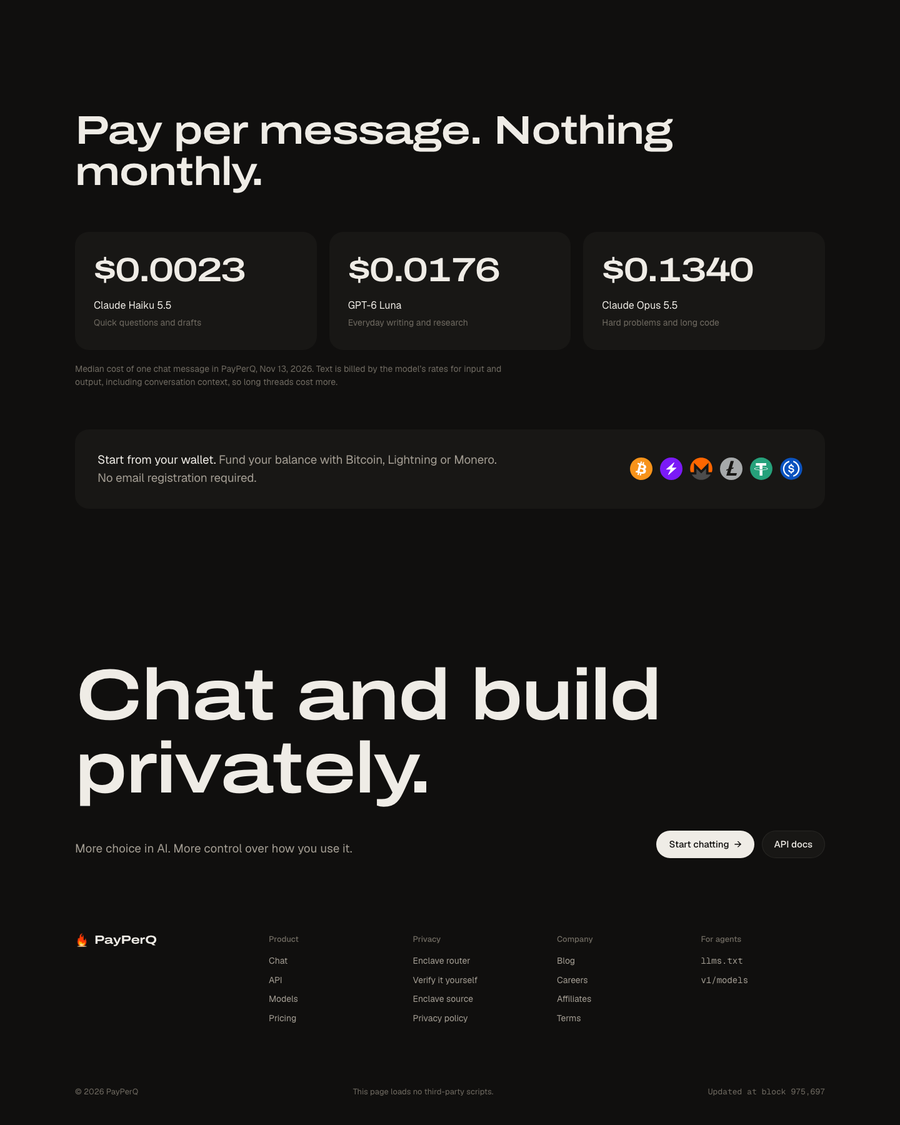 Pay per message. Nothing
monthly.
$0.0023
Claude Haiku 5.5
Quick questions and drafts
$0.0176
GPT-6 Luna
Everyday writing and research
$0.1340
Claude Opus 5.5
Hard problems and long code
Median cost of one chat message in PayPerQ, Nov 13, 2026. Text is billed by the model's rates for input and
output, including conversation context, so long threads cost more.
Start from your wallet. Fund your balance with Bitcoin, Lightning or Monero.
No email registration required.
Chat and build
privately.
More choice in AI. More control over how you use it.
Start chatting →
API docs
PayPerQ
Product
Chat
API
Models
Pricing
Privacy
Enclave router
Verify it yourself
Enclave source
Privacy policy
Company
Blog
Careers
Affiliates
Terms
For agents
llms.txt
v1/models
© 2026 PayPerQ
This page loads no third-party scripts.
Updated at block 975,697